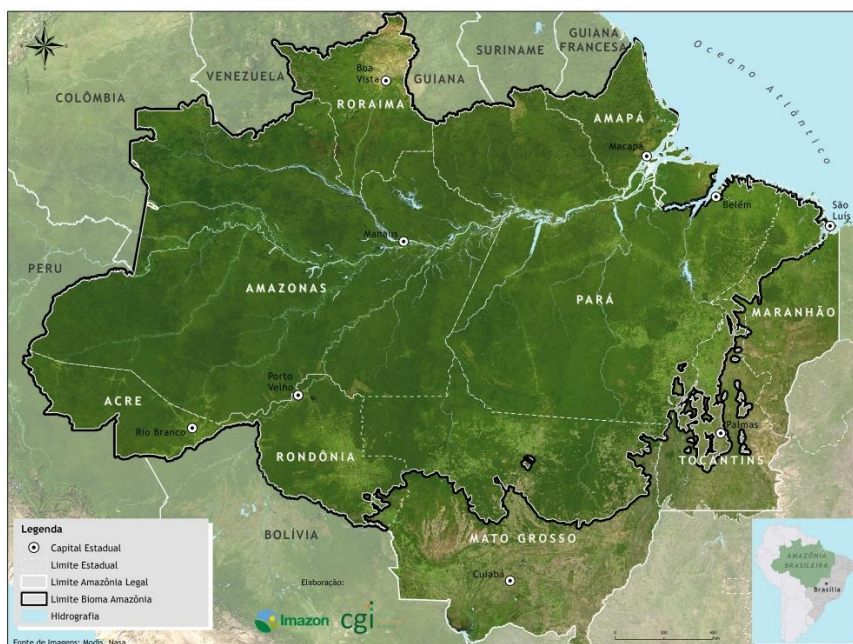 GUIANA
FRANCESA
SURINAME
Oceano Atlântico
VENEZUELA
GUIANA
COLÔMBIA
Boa
Vista
RORAIMA
AMAPÁ
Macapá
Belém
São
Luís
Manaus
PERU
AMAZONAS
PARÁ
MARANHÃO
Porto
Velho
ACRE
Rio Branco
Palmas
TOCANTINS
RONDÔNIA
BOLÍVIA
MATO GROSSO
Cuiabá
Legenda
Capital Estadual
Limite Estadual
Limite Amazônia Legal
Limite Bioma Amazônia
Hidrografia
Elaboração:
Imazon
cgi
AMAZÔNIA
BRASILEIRA
Brasília
Fonte de Imagens: Modis, Nasa